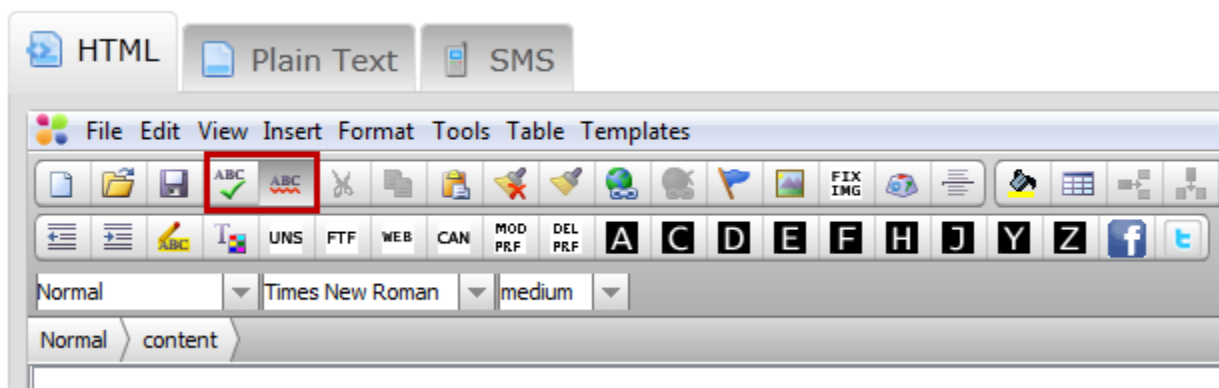 HTML Plain Text SMS
File Edit View Insert Format Tools Table Templates
ABC ABC FIX IMG
ABC T UNS FTF WEB CAN MOD PRF DEL PRF A C D E F H J Y Z f t
Normal Times New Roman medium
Normal content